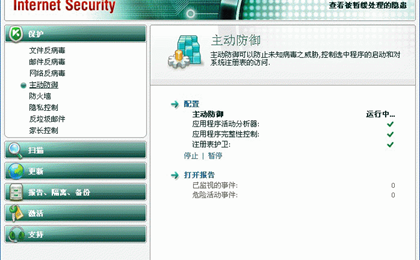 Internet Security
查看被暂缓处理的隐患
保护
文件反病毒
邮件反病毒
网络反病毒
主动防御
防火墙
隐私控制
反垃圾邮件
家长控制
扫描
更新
报告、隔离、备份
激活
支持
主动防御
主动防御可以防止未知病毒之威胁,控制选中程序的启动和对
系统注册表的访问.
配置
主动防御 运行中...
应用程序活动分析器:
应用程序完整性控制:
注册表护卫:
停止 | 暂停
打开报告
已监视的事件: 0
危险活动事件: 0